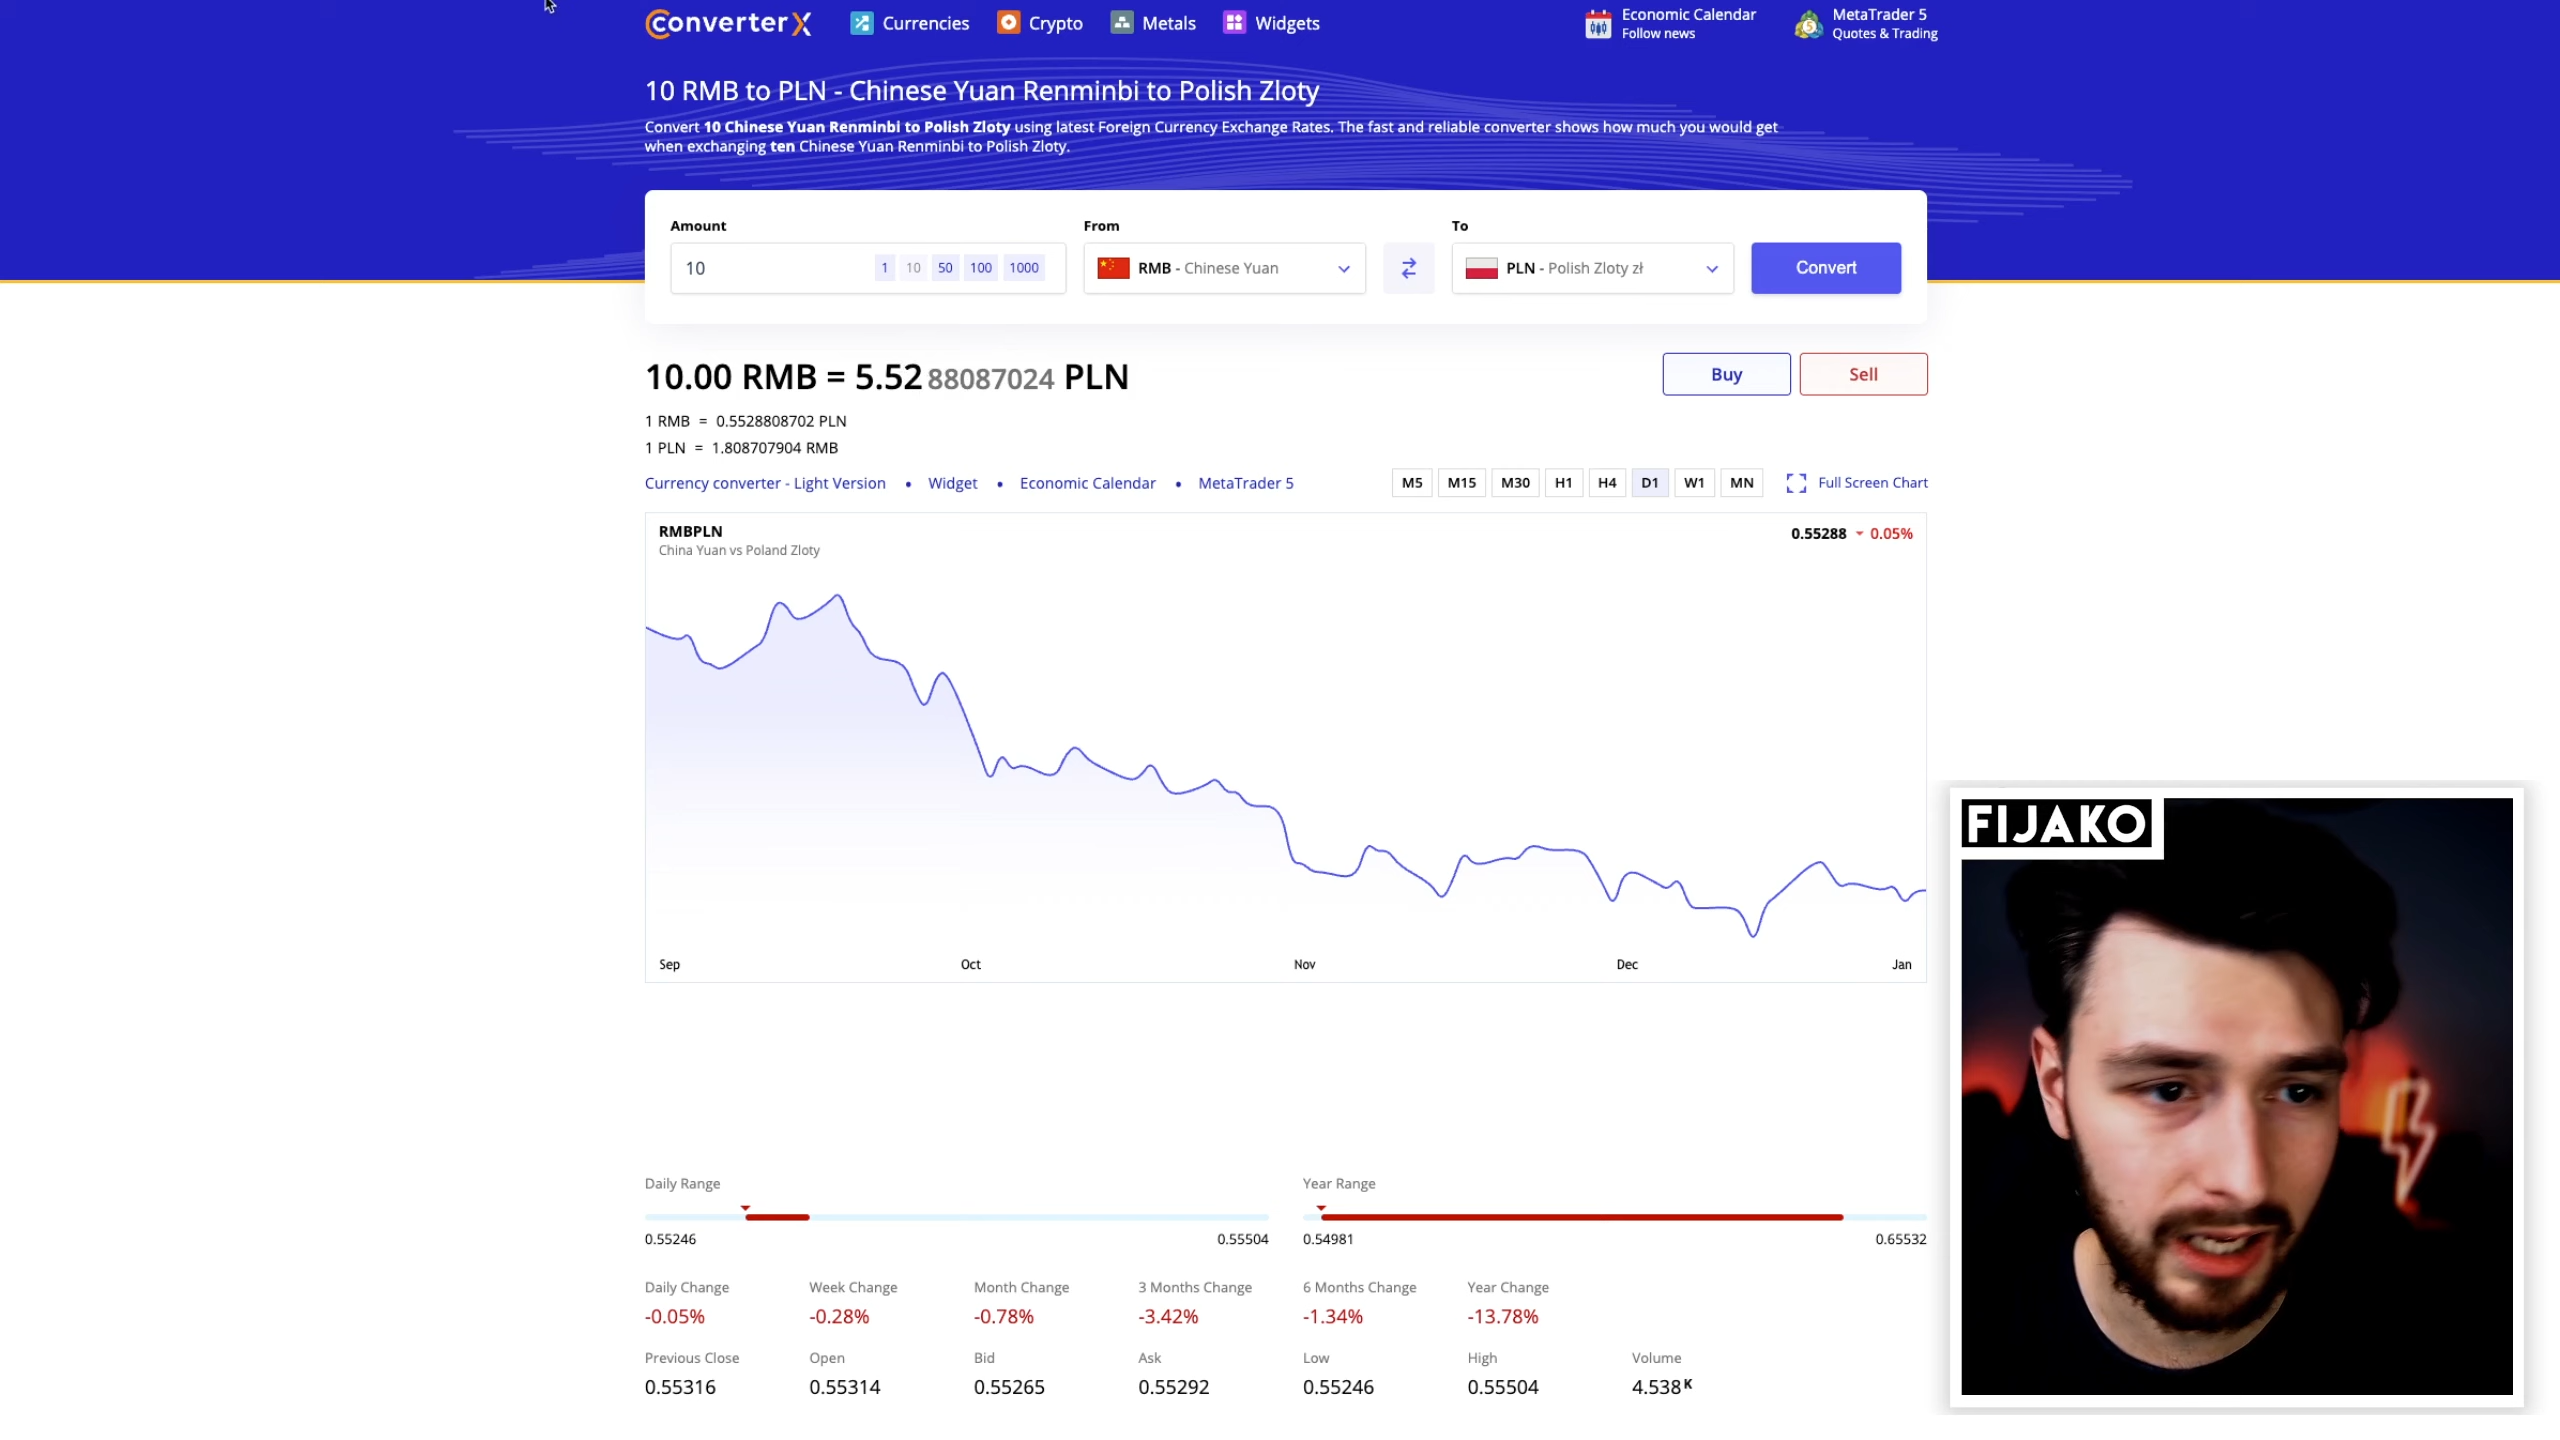 converterX
Currencies
Crypto
Metals
Widgets
Economic Calendar
Follow news
MetaTrader 5
Quotes & Trading
10 RMB to PLN - Chinese Yuan Renminbi to Polish Zloty
Convert 10 Chinese Yuan Renminbi to Polish Zloty using latest Foreign Currency Exchange Rates. The fast and reliable converter shows how much you would get
when exchanging ten Chinese Yuan Renminbi to Polish Zloty.
Amount
From
To
10
1 10 50 100 1000
RMB - Chinese Yuan
PLN - Polish Zloty zł
Convert
10.00 RMB = 5.5288087024 PLN
Buy
Sell
1 RMB = 0.5528808702 PLN
1 PLN = 1.808707904 RMB
Currency converter - Light Version • Widget • Economic Calendar • MetaTrader 5
M5 M15 M30 H1 H4 D1 W1 MN
Full Screen Chart
RMBPLN
China Yuan vs Poland Zloty
0.55288 0.05%
Sep Oct Nov Dec Jan
FIJAKO
Daily Range
0.55246 0.55504
Year Range
0.54981 0.65532
Daily Change Week Change Month Change 3 Months Change 6 Months Change Year Change
-0.05% -0.28% -0.78% -3.42% -1.34% -13.78%
Previous Close Open Bid Ask Low High Volume
0.55316 0.55314 0.55265 0.55292 0.55246 0.55504 4.538K